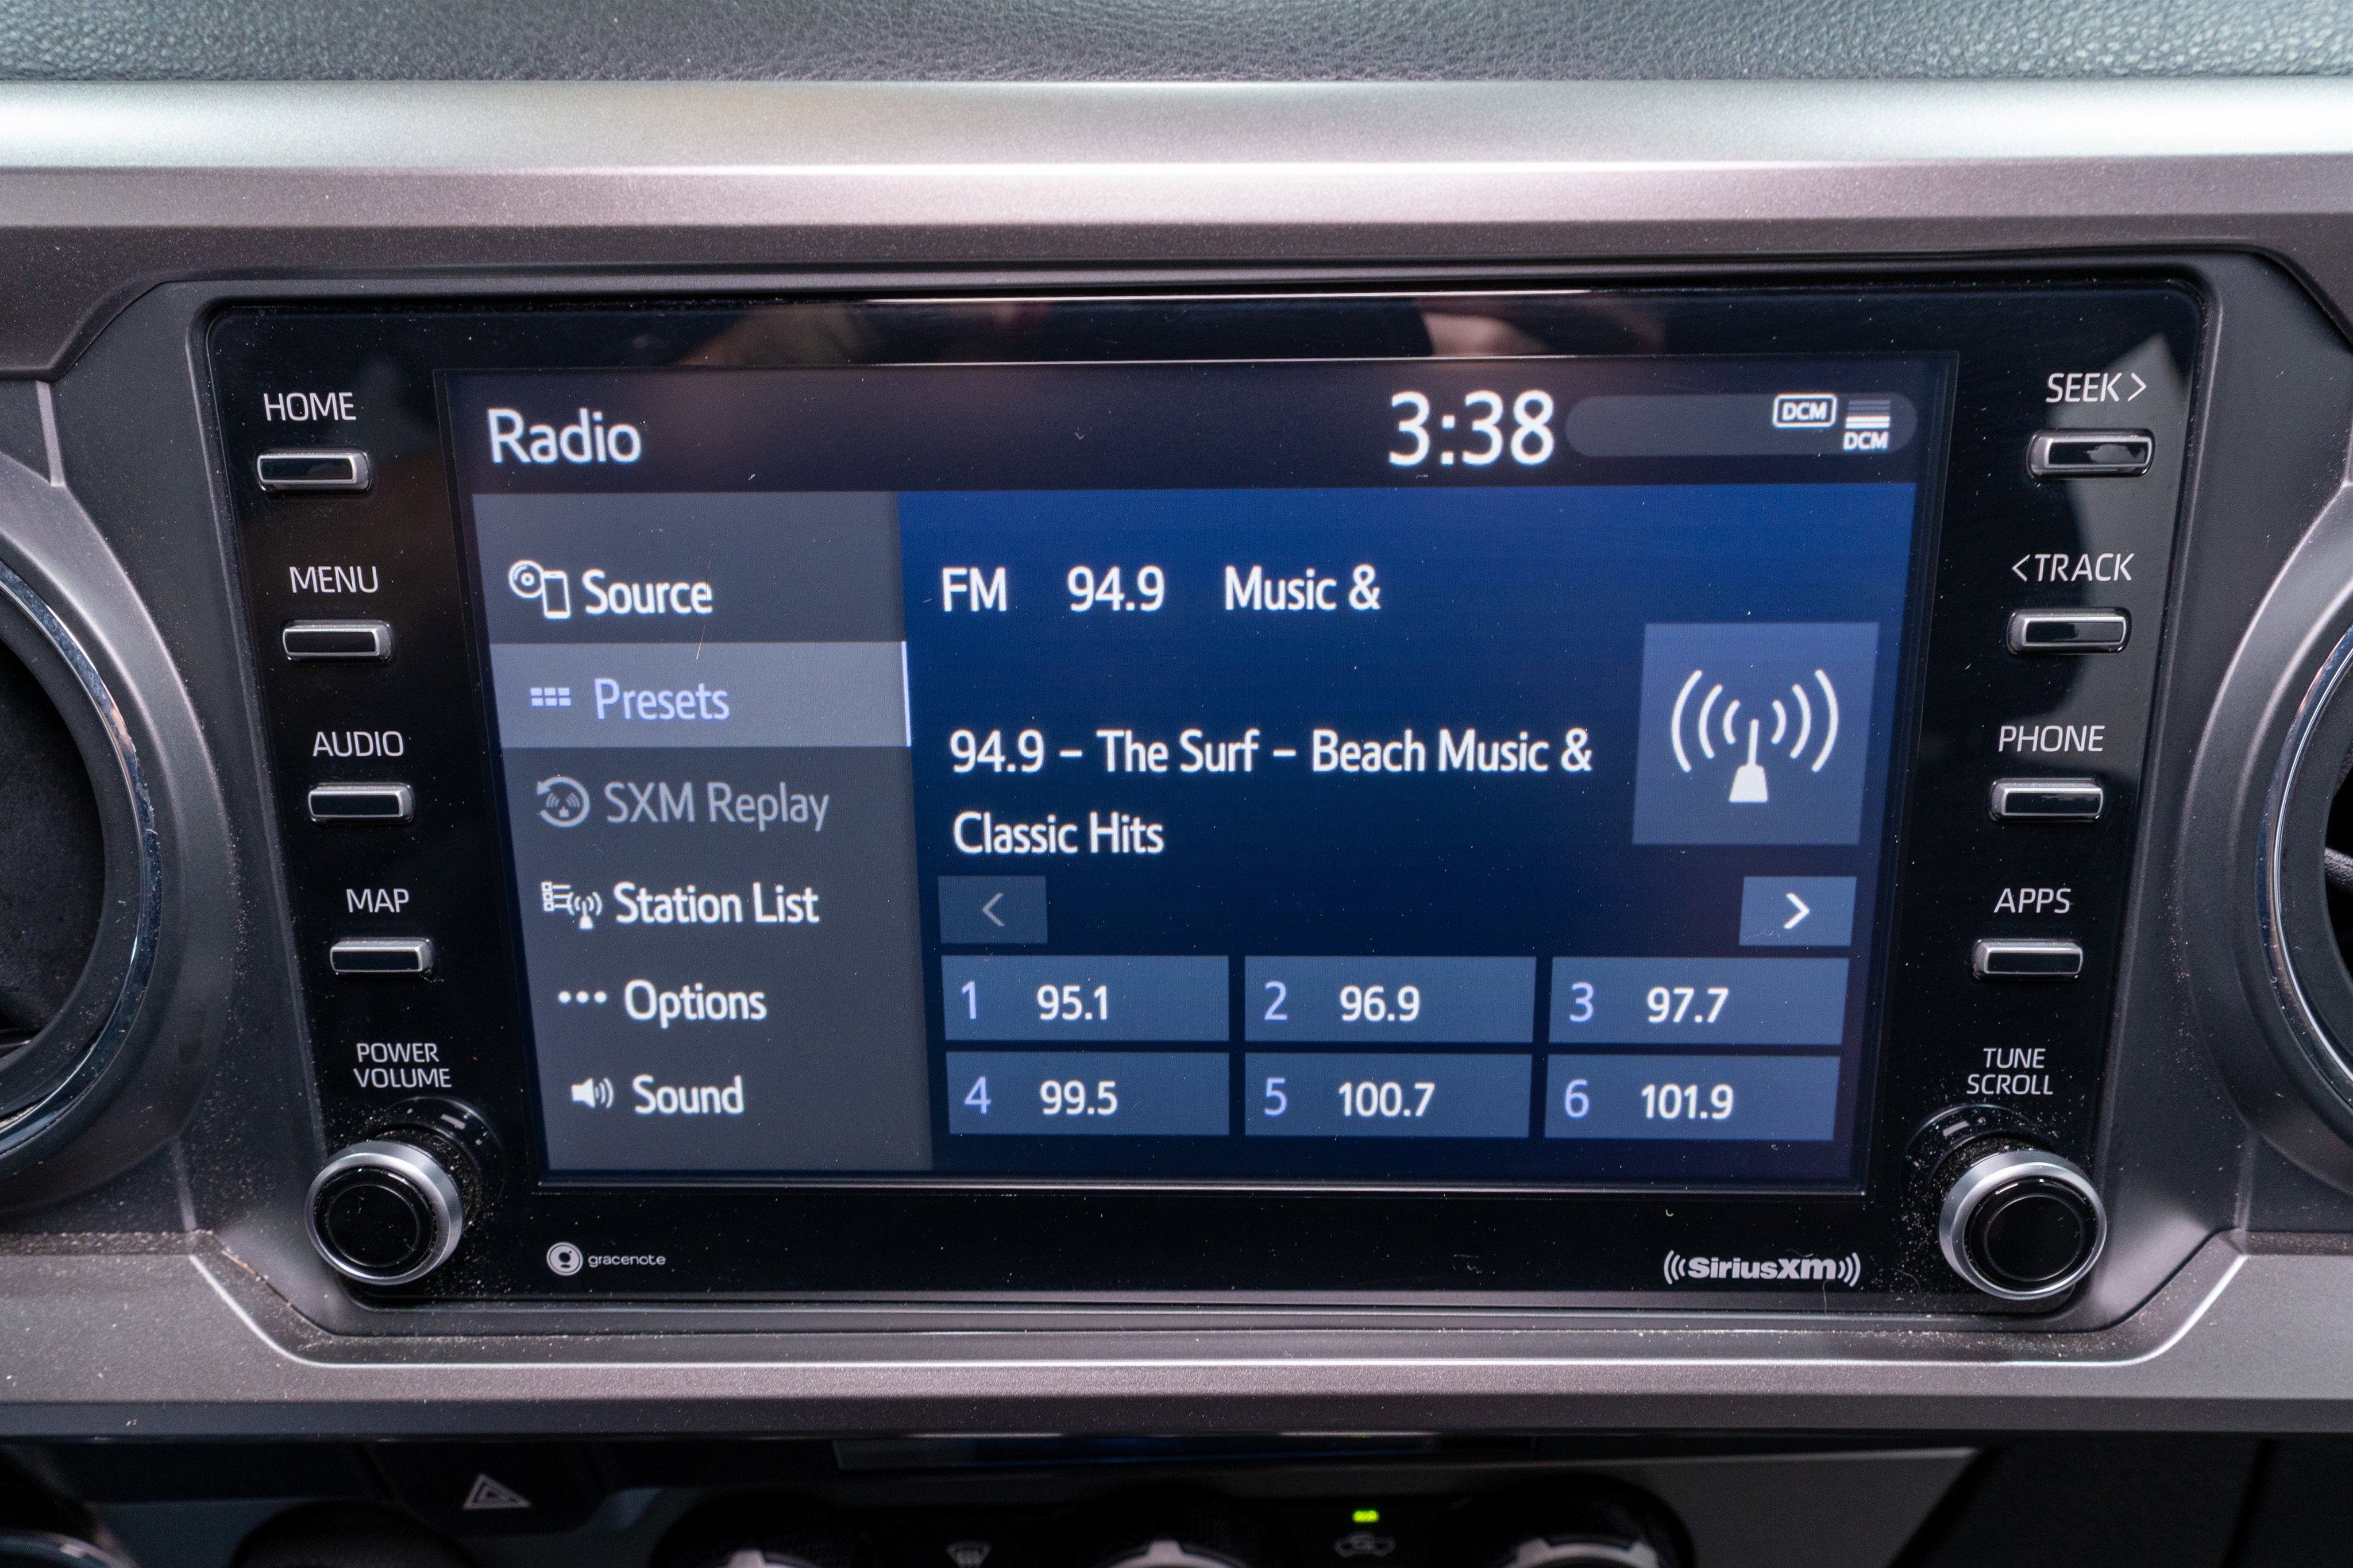 HOME
MENU
AUDIO
MAP
POWER
VOLUME
Radio
3:38
DCM
DCM
Source
Presets
SXM Replay
Station List
Options
Sound
FM 94.9 Music &
94.9 – The Surf – Beach Music &
Classic Hits
<
>
1 95.1
2 96.9
3 97.7
4 99.5
5 100.7
6 101.9
SEEK >
< TRACK
PHONE
APPS
TUNE
SCROLL
gracenote
SiriusXM